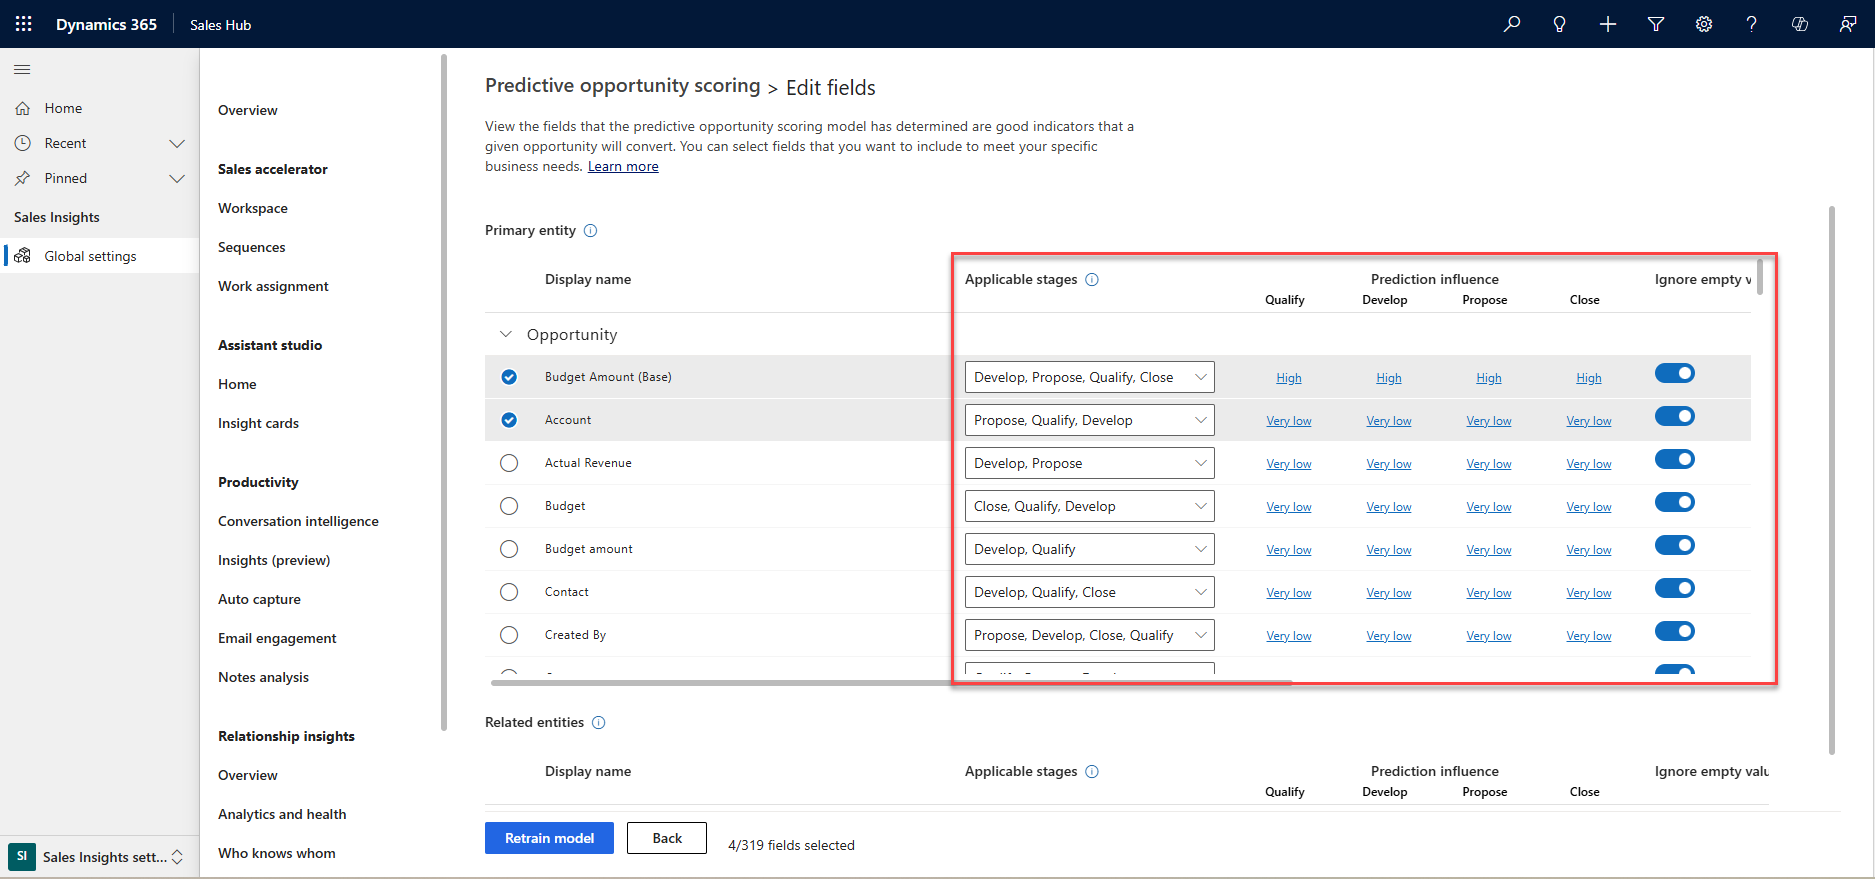 Dynamics 365
Sales Hub
Home
Recent
Pinned
Sales Insights
Global settings
SI
Sales Insights sett...
Overview
Sales accelerator
Workspace
Sequences
Work assignment
Assistant studio
Home
Insight cards
Productivity
Conversation intelligence
Insights (preview)
Auto capture
Email engagement
Notes analysis
Relationship insights
Overview
Analytics and health
Who knows whom
Predictive opportunity scoring > Edit fields
View the fields that the predictive opportunity scoring model has determined are good indicators that a
given opportunity will convert. You can select fields that you want to include to meet your specific
business needs. Learn more
Primary entity
Display name Applicable stages Prediction influence Ignore empty v
Qualify Develop Propose Close
Opportunity
Budget Amount (Base) Develop, Propose, Qualify, Close High High High High
Account Propose, Qualify, Develop Very low Very low Very low Very low
Actual Revenue Develop, Propose Very low Very low Very low Very low
Budget Close, Qualify, Develop Very low Very low Very low Very low
Budget amount Develop, Qualify Very low Very low Very low Very low
Contact Develop, Qualify, Close Very low Very low Very low Very low
Created By Propose, Develop, Close, Qualify Very low Very low Very low Very low
Related entities
Display name Applicable stages Prediction influence Ignore empty valu
Qualify Develop Propose Close
Retrain model Back 4/319 fields selected